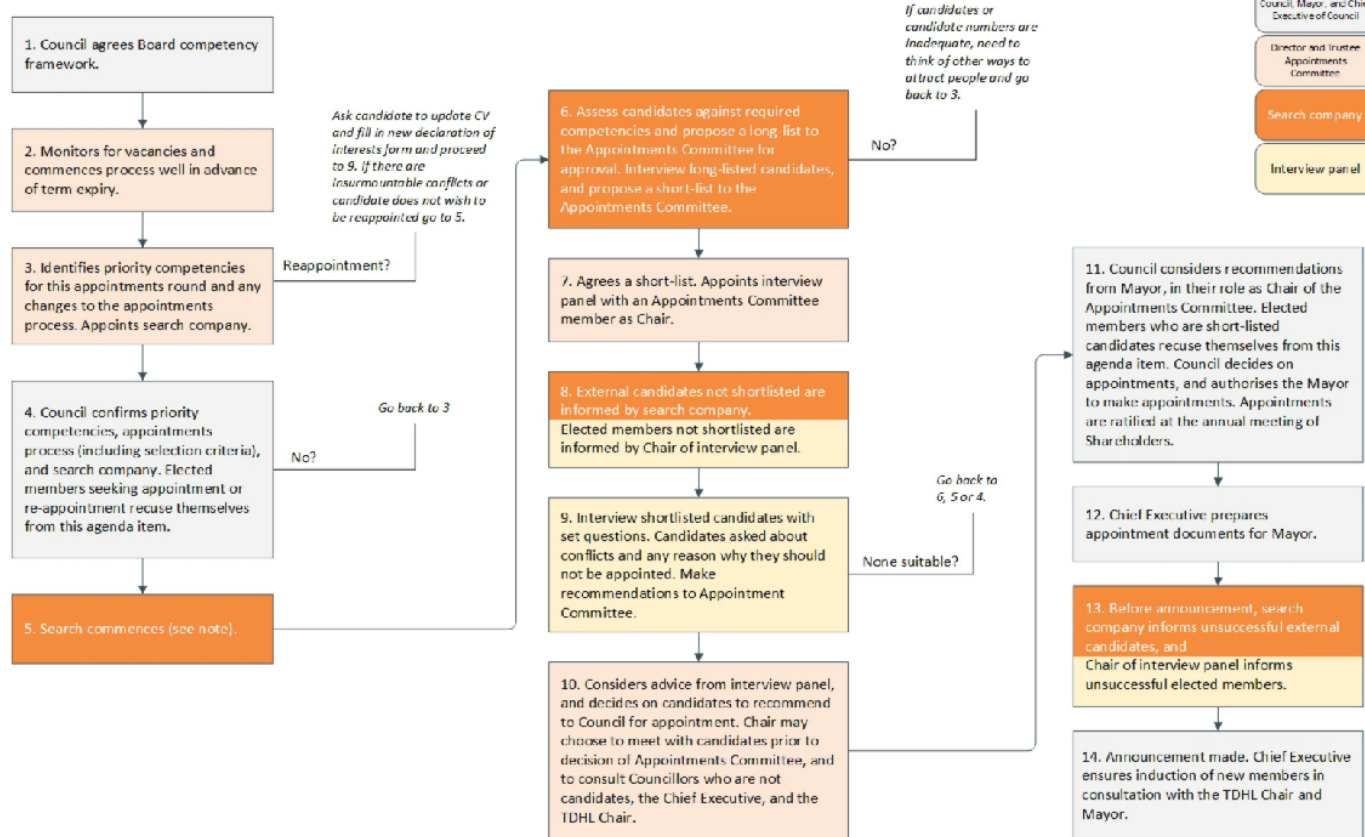 1. Council agrees Board competency
framework.
2. Monitors for vacancies and
commences process well in advance
of term expiry.
3. Identifies priority competencies
for this appointments round and any
changes to the appointments
process. Appoints search company.
Reappointment?
Ask candidate to update CV
and fill in new declaration of
interests form and proceed
to 9. If there are
insurmountable conflicts or
candidate does not wish to
be reappointed go to 5.
4. Council confirms priority
competencies, appointments
process (including selection criteria),
and search company. Elected
members seeking appointment or
re-appointment recuse themselves
from this agenda item.
No?
Go back to 3
5. Search commences (see note).
6. Assess candidates against required
competencies and propose a long-list to
the Appointments Committee for
approval. Interview long-listed candidates,
and propose a short-list to the
Appointments Committee.
No?
If candidates or
candidate numbers are
inadequate, need to
think of other ways to
attract people and go
back to 3.
7. Agrees a short-list. Appoints interview
panel with an Appointments Committee
member as Chair.
8. External candidates not shortlisted are
informed by search company.
Elected members not shortlisted are
informed by Chair of interview panel.
9. Interview shortlisted candidates with
set questions. Candidates asked about
conflicts and any reason why they should
not be appointed. Make
recommendations to Appointment
Committee.
None suitable?
Go back to
6, 5 or 4.
10. Considers advice from interview panel,
and decides on candidates to recommend
to Council for appointment. Chair may
choose to meet with candidates prior to
decision of Appointments Committee, and
to consult Councillors who are not
candidates, the Chief Executive, and the
TDHL Chair.
Council, Mayor, and Chief
Executive of Council
Director and Trustee
Appointments
Committee
Search company
Interview panel
11. Council considers recommendations
from Mayor, in their role as Chair of the
Appointments Committee. Elected
members who are short-listed
candidates recuse themselves from this
agenda item. Council decides on
appointments, and authorises the Mayor
to make appointments. Appointments
are ratified at the annual meeting of
Shareholders.
12. Chief Executive prepares
appointment documents for Mayor.
13. Before announcement, search
company informs unsuccessful external
candidates, and
Chair of interview panel informs
unsuccessful elected members.
14. Announcement made. Chief Executive
ensures induction of new members in
consultation with the TDHL Chair and
Mayor.